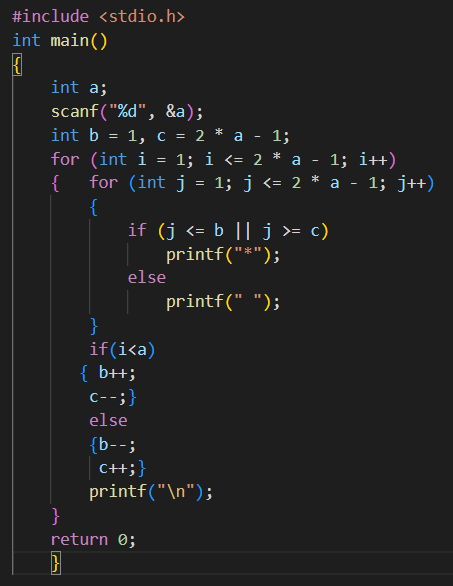 #include <stdio.h>
int main()
{
    int a;
    scanf("%d", &a);
    int b = 1, c = 2 * a - 1;
    for (int i = 1; i <= 2 * a - 1; i++)
    {   for (int j = 1; j <= 2 * a - 1; j++)
        {
            if (j <= b || j >= c)
                printf("*");
            else
                printf(" ");
        }
        if(i<a)
       { b++;
        c--;}
        else
        {b--;
         c++;}
        printf("\n");
    }
    return 0;
    }